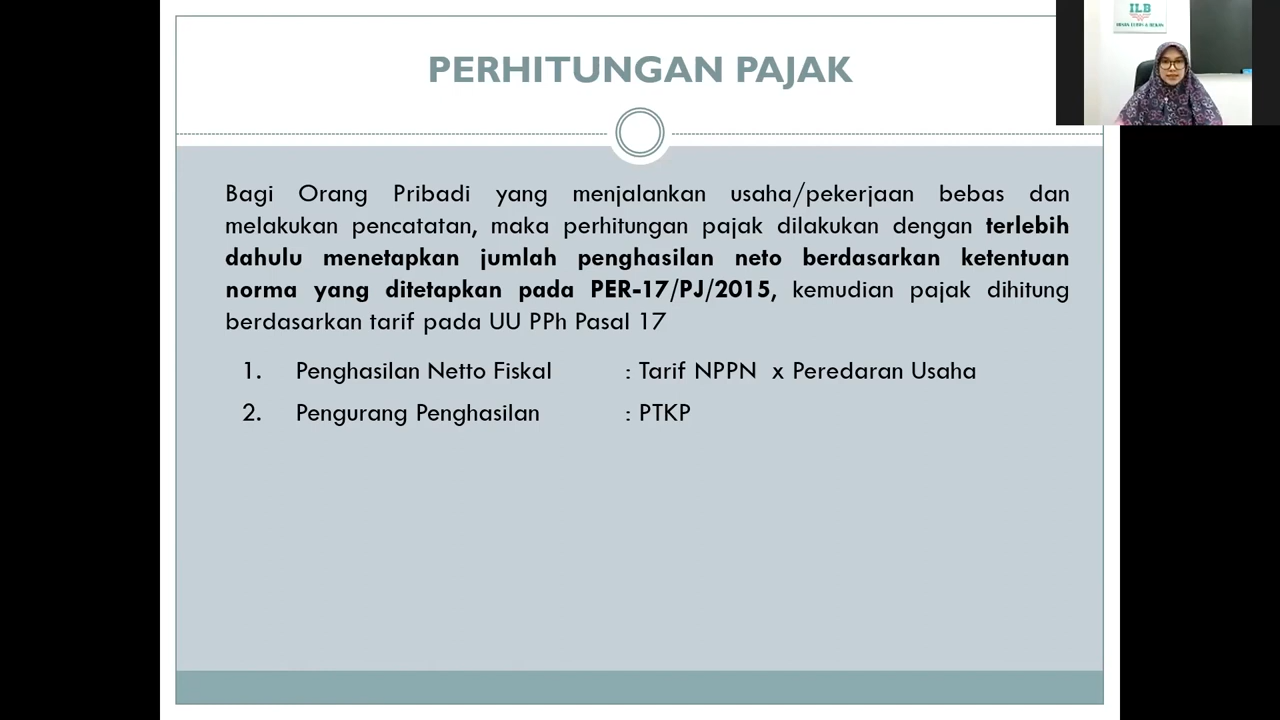 PERHITUNGAN PAJAK
ILB
Bagi Orang Pribadi yang menjalankan usaha/pekerjaan bebas dan
melakukan pencatatan, maka perhitungan pajak dilakukan dengan terlebih
dahulu menetapkan jumlah penghasilan neto berdasarkan ketentuan
norma yang ditetapkan pada PER-17/PJ/2015, kemudian pajak dihitung
berdasarkan tarif pada UU PPh Pasal 17
1. Penghasilan Netto Fiskal : Tarif NPPN x Peredaran Usaha
2. Pengurang Penghasilan : PTKP